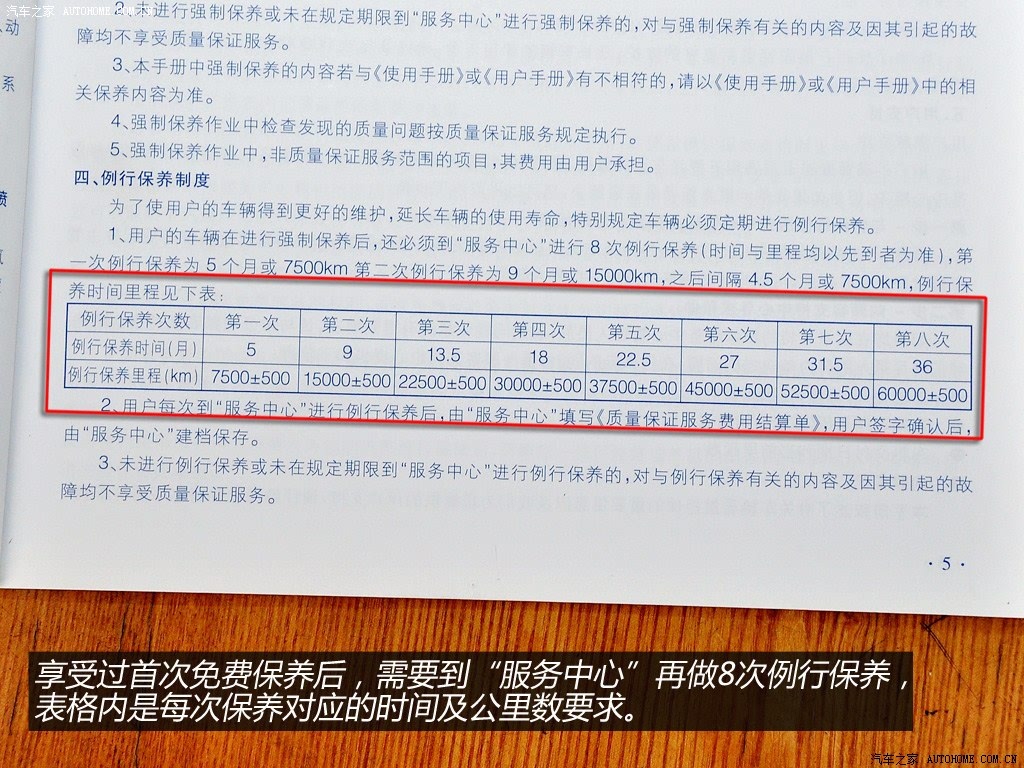 汽车之家 AUTOHOME.COM.CN
2、未进行强制保养或未在规定期限到“服务中心”进行强制保养的,对与强制保养有关的内容及因其引起的故
障均不享受质量保证服务。
3、本手册中强制保养的内容若与《使用手册》或《用户手册》有不相符的,请以《使用手册》或《用户手册》中的相
关保养内容为准。
4、强制保养作业中检查发现的质量问题按质量保证服务规定执行。
5、强制保养作业中,非质量保证服务范围的项目,其费用由用户承担。
四、例行保养制度
为了使用户的车辆得到更好的维护,延长车辆的使用寿命,特别规定车辆必须定期进行例行保养。
1、用户的车辆在进行强制保养后,还必须到“服务中心”进行8次例行保养(时间与里程均以先到者为准),第
一次例行保养为5个月或7500km 第二次例行保养为9个月或15000km,之后间隔4.5个月或7500km,例行保
养时间里程见下表:
例行保养次数 第一次 第二次 第三次 第四次 第五次 第六次 第七次 第八次
例行保养时间(月) 5 9 13.5 18 22.5 27 31.5 36
例行保养里程(km) 7500±500 15000±500 22500±500 30000±500 37500±500 45000±500 52500±500 60000±500
2、用户每次到“服务中心”进行例行保养后,由“服务中心”填写《质量保证服务费用结算单》,用户签字确认后,
由“服务中心”建档保存。
3、未进行例行保养或未在规定期限到“服务中心”进行例行保养的,对与例行保养有关的内容及因其引起的故
障均不享受质量保证服务。
·5·
动
系
享受过首次免费保养后，需要到“服务中心”再做8次例行保养，
表格内是每次保养对应的时间及公里数要求。
汽车之家 AUTOHOME.COM.CN